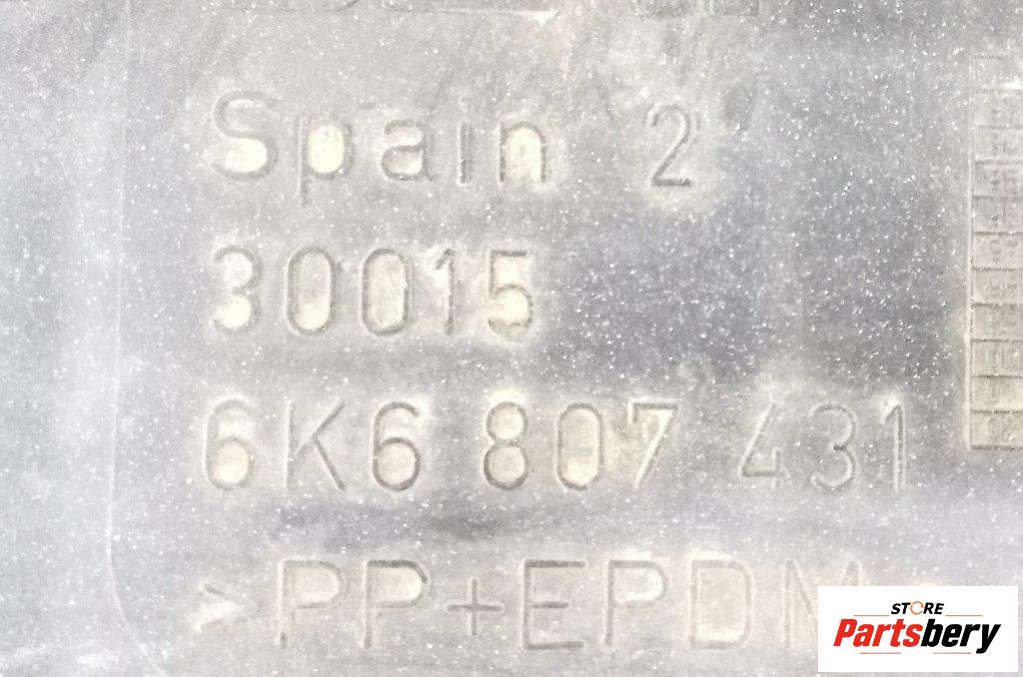 Spain 2
30015
6K6 807 431
>PP+EPDM
STORE
Partsbery